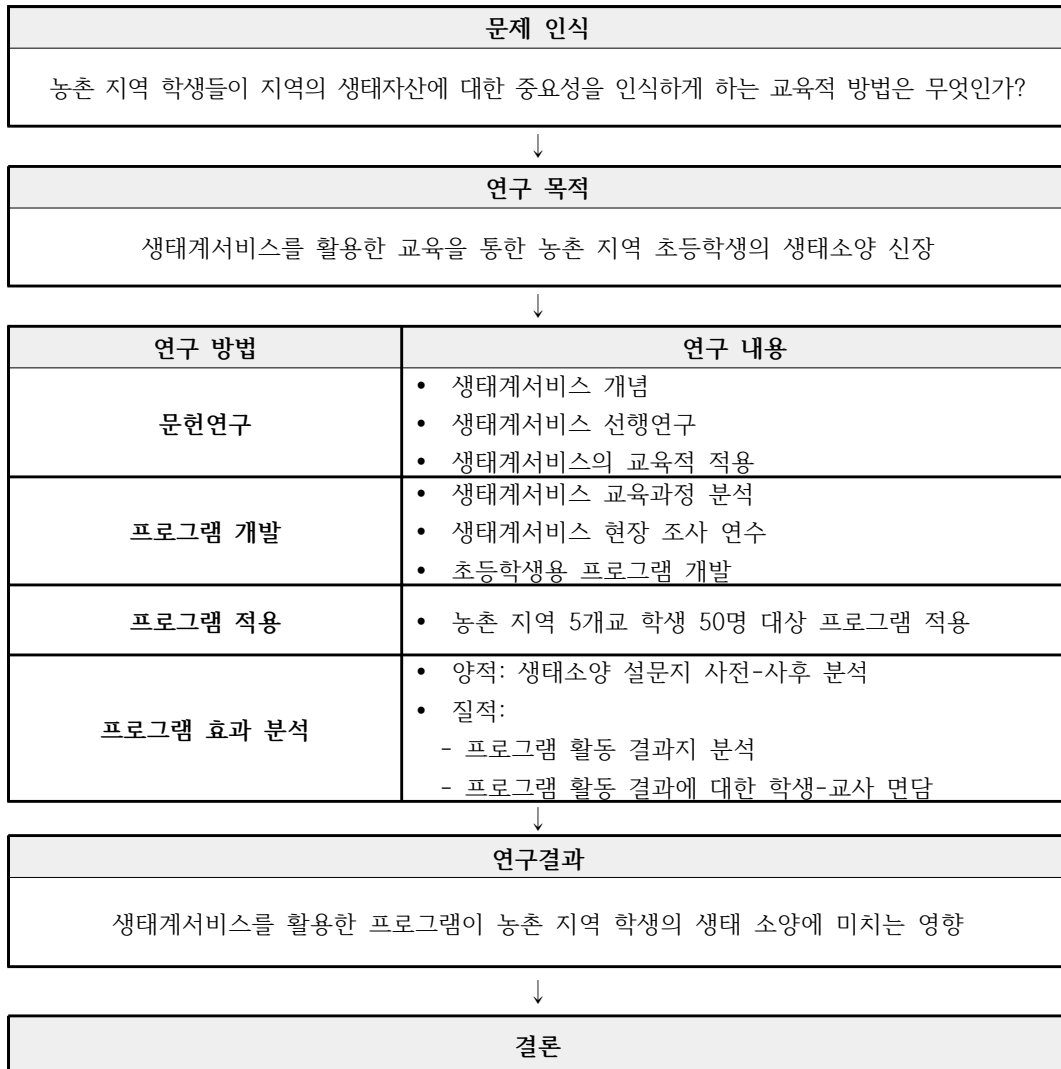 문제 인식
농촌 지역 학생들이 지역의 생태자산에 대한 중요성을 인식하게 하는 교육적 방법은 무엇인가?
↓
연구 목적
생태계서비스를 활용한 교육을 통한 농촌 지역 초등학생의 생태소양 신장
↓
연구 방법
연구 내용
문헌연구
• 생태계서비스 개념
• 생태계서비스 선행연구
• 생태계서비스의 교육적 적용
프로그램 개발
• 생태계서비스 교육과정 분석
• 생태계서비스 현장 조사 연수
• 초등학생용 프로그램 개발
프로그램 적용
• 농촌 지역 5개교 학생 50명 대상 프로그램 적용
프로그램 효과 분석
• 양적: 생태소양 설문지 사전-사후 분석
• 질적:
- 프로그램 활동 결과지 분석
- 프로그램 활동 결과에 대한 학생-교사 면담
↓
연구결과
생태계서비스를 활용한 프로그램이 농촌 지역 학생의 생태 소양에 미치는 영향
↓
결론